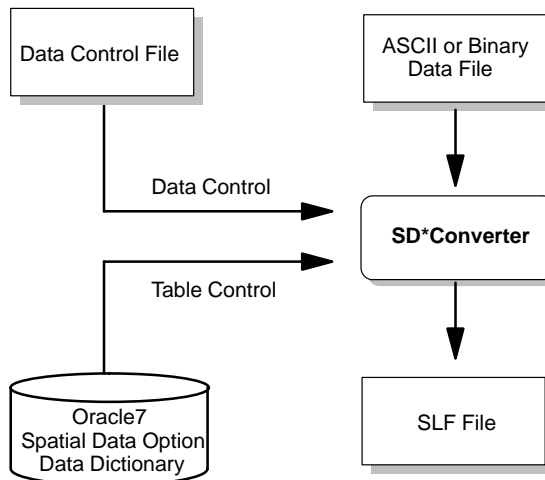 Data Control File
ASCII or Binary
Data File
Data Control
SD*Converter
Table Control
Oracle7
Spatial Data Option
Data Dictionary
SLF File